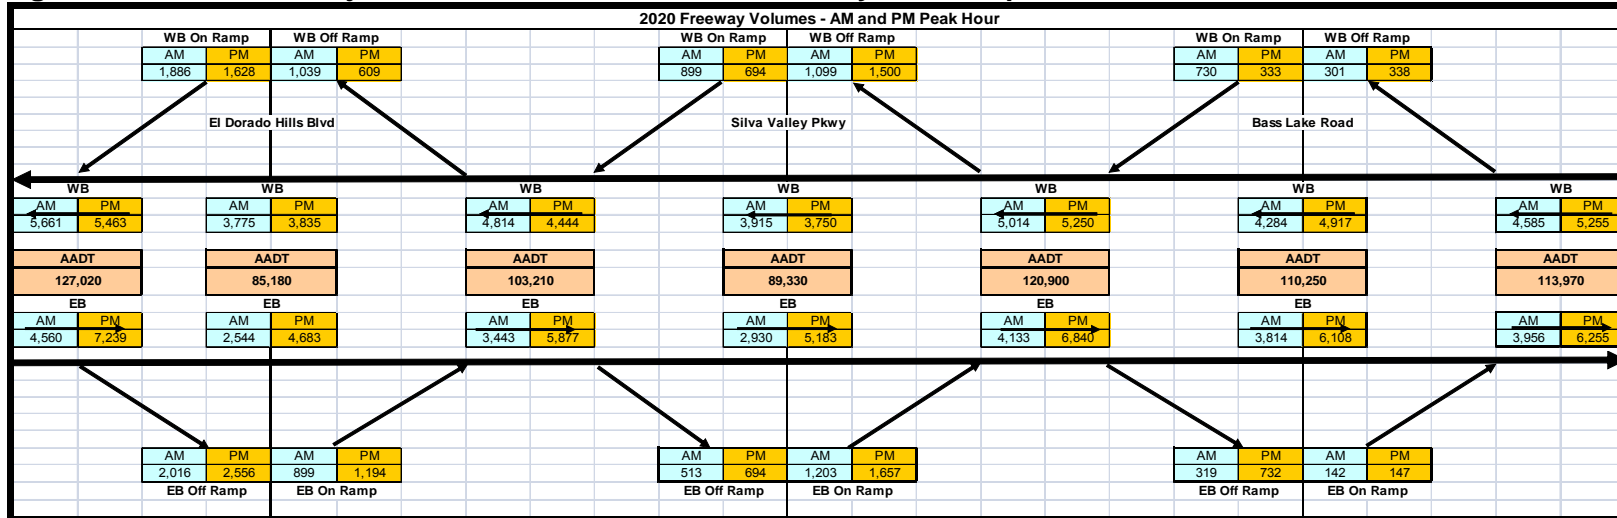 2020 Freeway Volumes - AM and PM Peak Hour
WB On Ramp WB Off Ramp WB On Ramp WB Off Ramp WB On Ramp WB Off Ramp
AM PM AM PM AM PM AM PM AM PM AM PM
1,886 1,628 1,039 609 899 694 1,099 1,500 730 333 301 338
El Dorado Hills Blvd Silva Valley Pkwy Bass Lake Road
WB WB WB WB WB WB WB
AM PM AM PM AM PM AM PM AM PM AM PM AM PM
5,661 5,463 3,775 3,835 4,814 4,444 3,915 3,750 5,014 5,250 4,284 4,917 4,585 5,255
AADT AADT AADT AADT AADT AADT AADT
127,020 85,180 103,210 89,330 120,900 110,250 113,970
EB EB EB EB EB EB EB
AM PM AM PM AM PM AM PM AM PM AM PM AM PM
4,560 7,239 2,544 4,683 3,443 5,877 2,930 5,183 4,133 6,840 3,814 6,108 3,956 6,255
AM PM AM PM AM PM AM PM AM PM AM PM
2,016 2,556 899 1,194 513 694 1,203 1,657 319 732 142 147
EB Off Ramp EB On Ramp EB Off Ramp EB On Ramp EB Off Ramp EB On Ramp